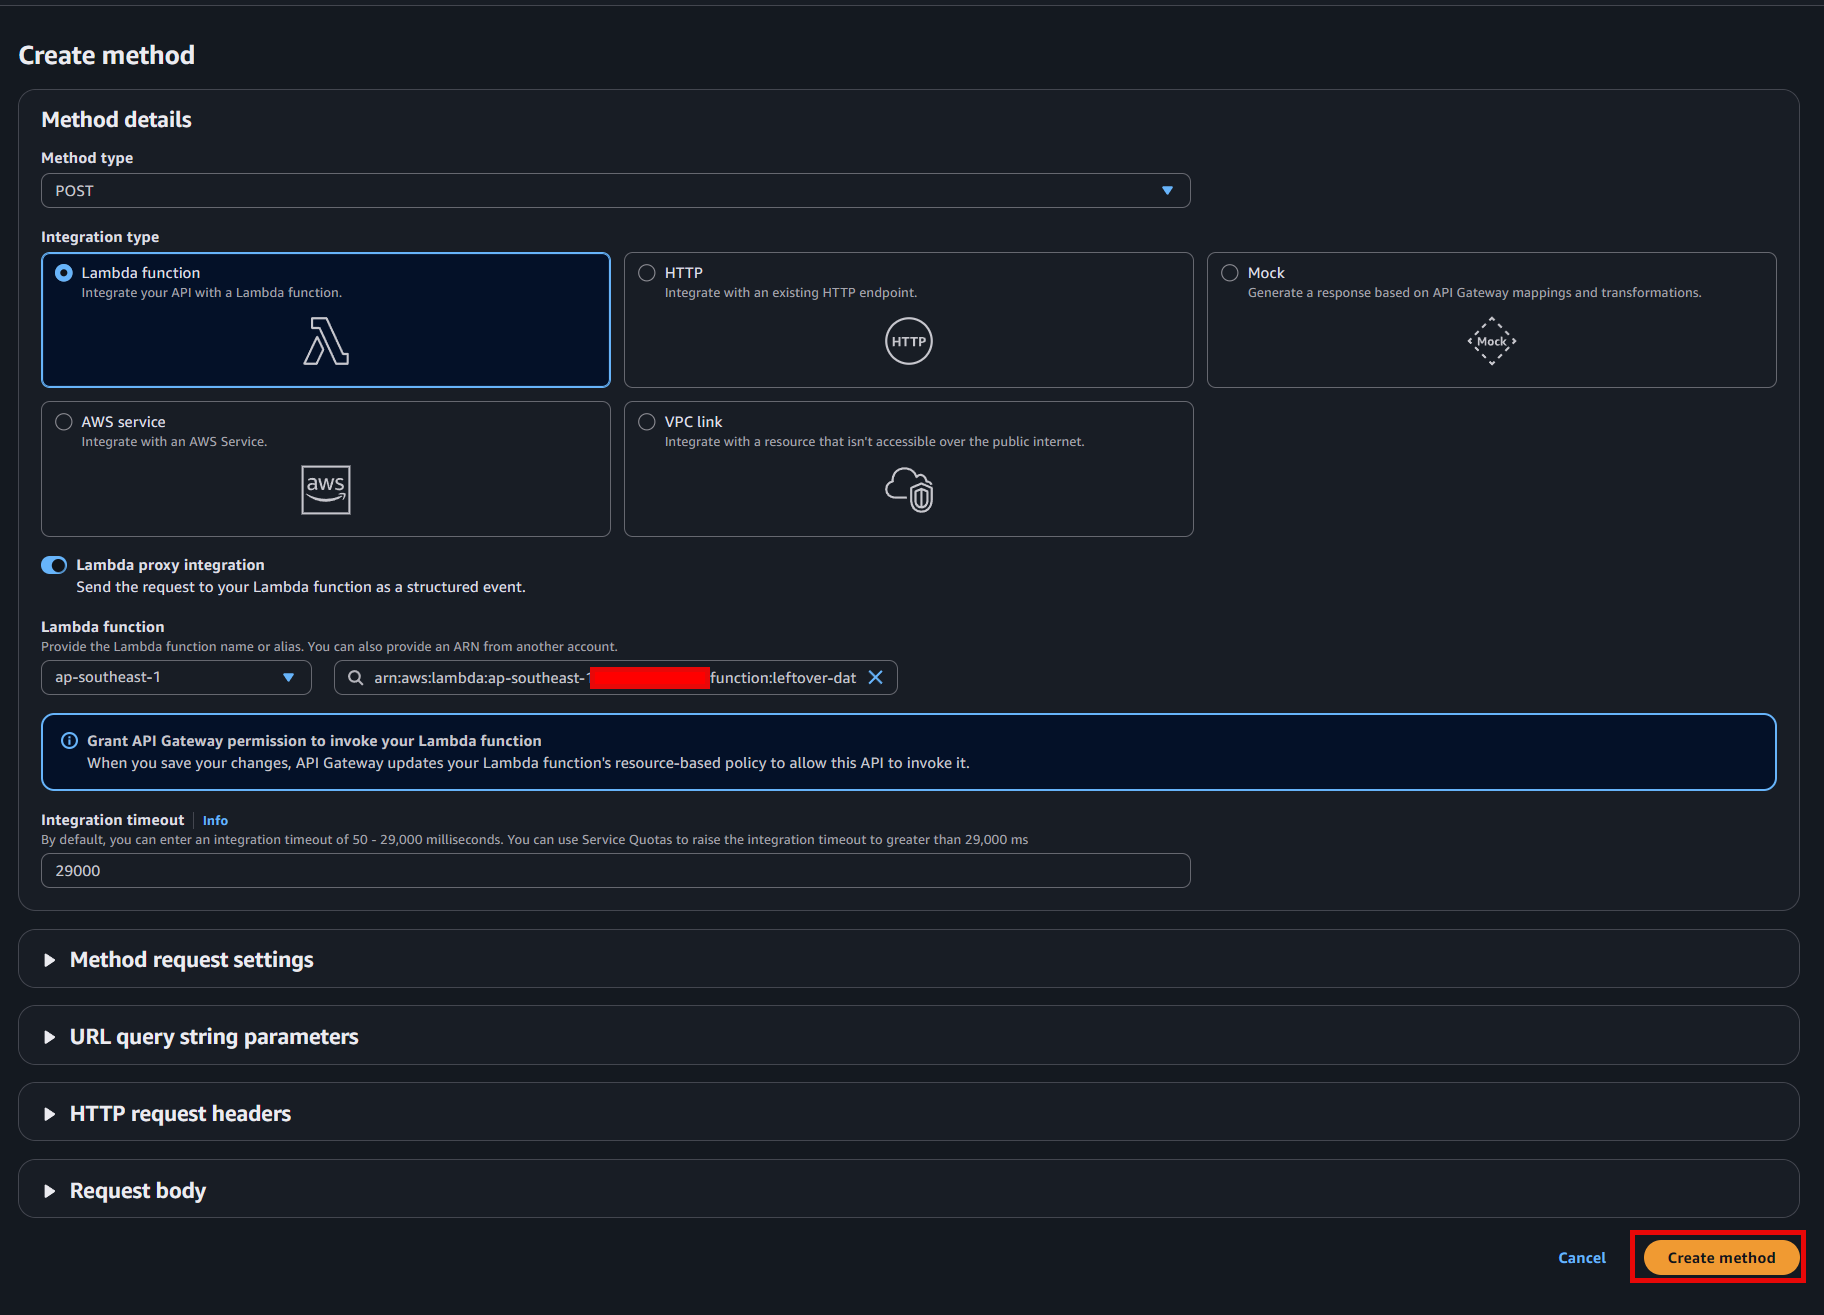 Create method
Method details
Method type
POST
Integration type
Lambda function
Integrate your API with a Lambda function.
HTTP
Integrate with an existing HTTP endpoint.
HTTP
Mock
Generate a response based on API Gateway mappings and transformations.
Mock
AWS service
Integrate with an AWS Service.
aws
VPC link
Integrate with a resource that isn't accessible over the public internet.
Lambda proxy integration
Send the request to your Lambda function as a structured event.
Lambda function
Provide the Lambda function name or alias. You can also provide an ARN from another account.
ap-southeast-1
arn:aws:lambda:ap-southeast-1 function:leftover-dat
Grant API Gateway permission to invoke your Lambda function
When you save your changes, API Gateway updates your Lambda function's resource-based policy to allow this API to invoke it.
Integration timeout Info
By default, you can enter an integration timeout of 50 - 29,000 milliseconds. You can use Service Quotas to raise the integration timeout to greater than 29,000 ms
29000
Method request settings
URL query string parameters
HTTP request headers
Request body
Cancel
Create method